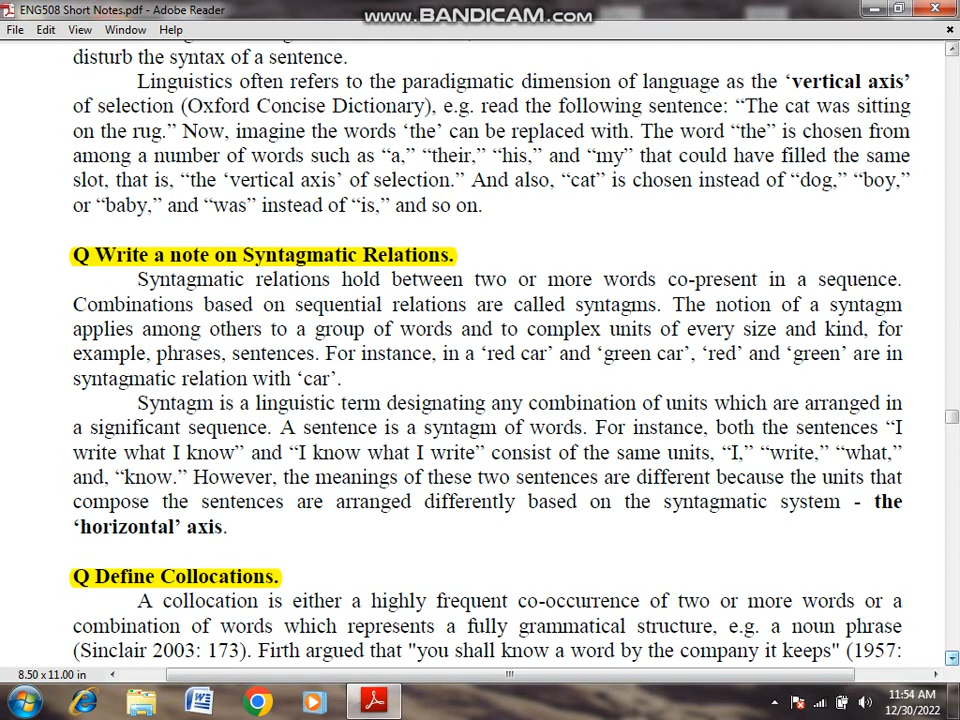 ENG508 Short Notes.pdf - Adobe Reader
www.BANDICAM.com
File Edit View Window Help
disturb the syntax of a sentence.
Linguistics often refers to the paradigmatic dimension of language as the ‘vertical axis’
of selection (Oxford Concise Dictionary), e.g. read the following sentence: “The cat was sitting
on the rug.” Now, imagine the words ‘the’ can be replaced with. The word “the” is chosen from
among a number of words such as “a,” “their,” “his,” and “my” that could have filled the same
slot, that is, “the ‘vertical axis’ of selection.” And also, “cat” is chosen instead of “dog,” “boy,”
or “baby,” and “was” instead of “is,” and so on.
Q Write a note on Syntagmatic Relations.
Syntagmatic relations hold between two or more words co-present in a sequence.
Combinations based on sequential relations are called syntagms. The notion of a syntagm
applies among others to a group of words and to complex units of every size and kind, for
example, phrases, sentences. For instance, in a ‘red car’ and ‘green car’, ‘red’ and ‘green’ are in
syntagmatic relation with ‘car’.
Syntagm is a linguistic term designating any combination of units which are arranged in
a significant sequence. A sentence is a syntagm of words. For instance, both the sentences “I
write what I know” and “I know what I write” consist of the same units, “I,” “write,” “what,”
and, “know.” However, the meanings of these two sentences are different because the units that
compose the sentences are arranged differently based on the syntagmatic system - the
‘horizontal’ axis.
Q Define Collocations.
A collocation is either a highly frequent co-occurrence of two or more words or a
combination of words which represents a fully grammatical structure, e.g. a noun phrase
(Sinclair 2003: 173). Firth argued that "you shall know a word by the company it keeps" (1957:
8.50 x 11.00 in
11:54 AM
12/30/2022